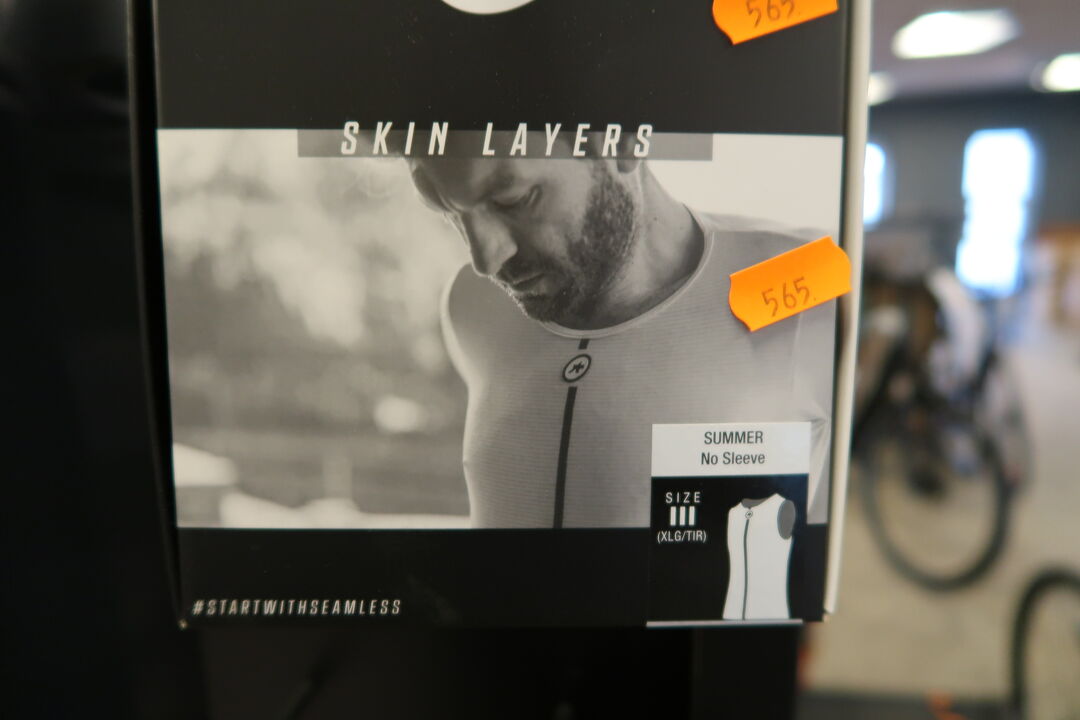 565.
SKIN LAYERS
565.
SUMMER
No Sleeve
SIZE
III
(XLG/TIR)
#STARTWITHSEAMLESS